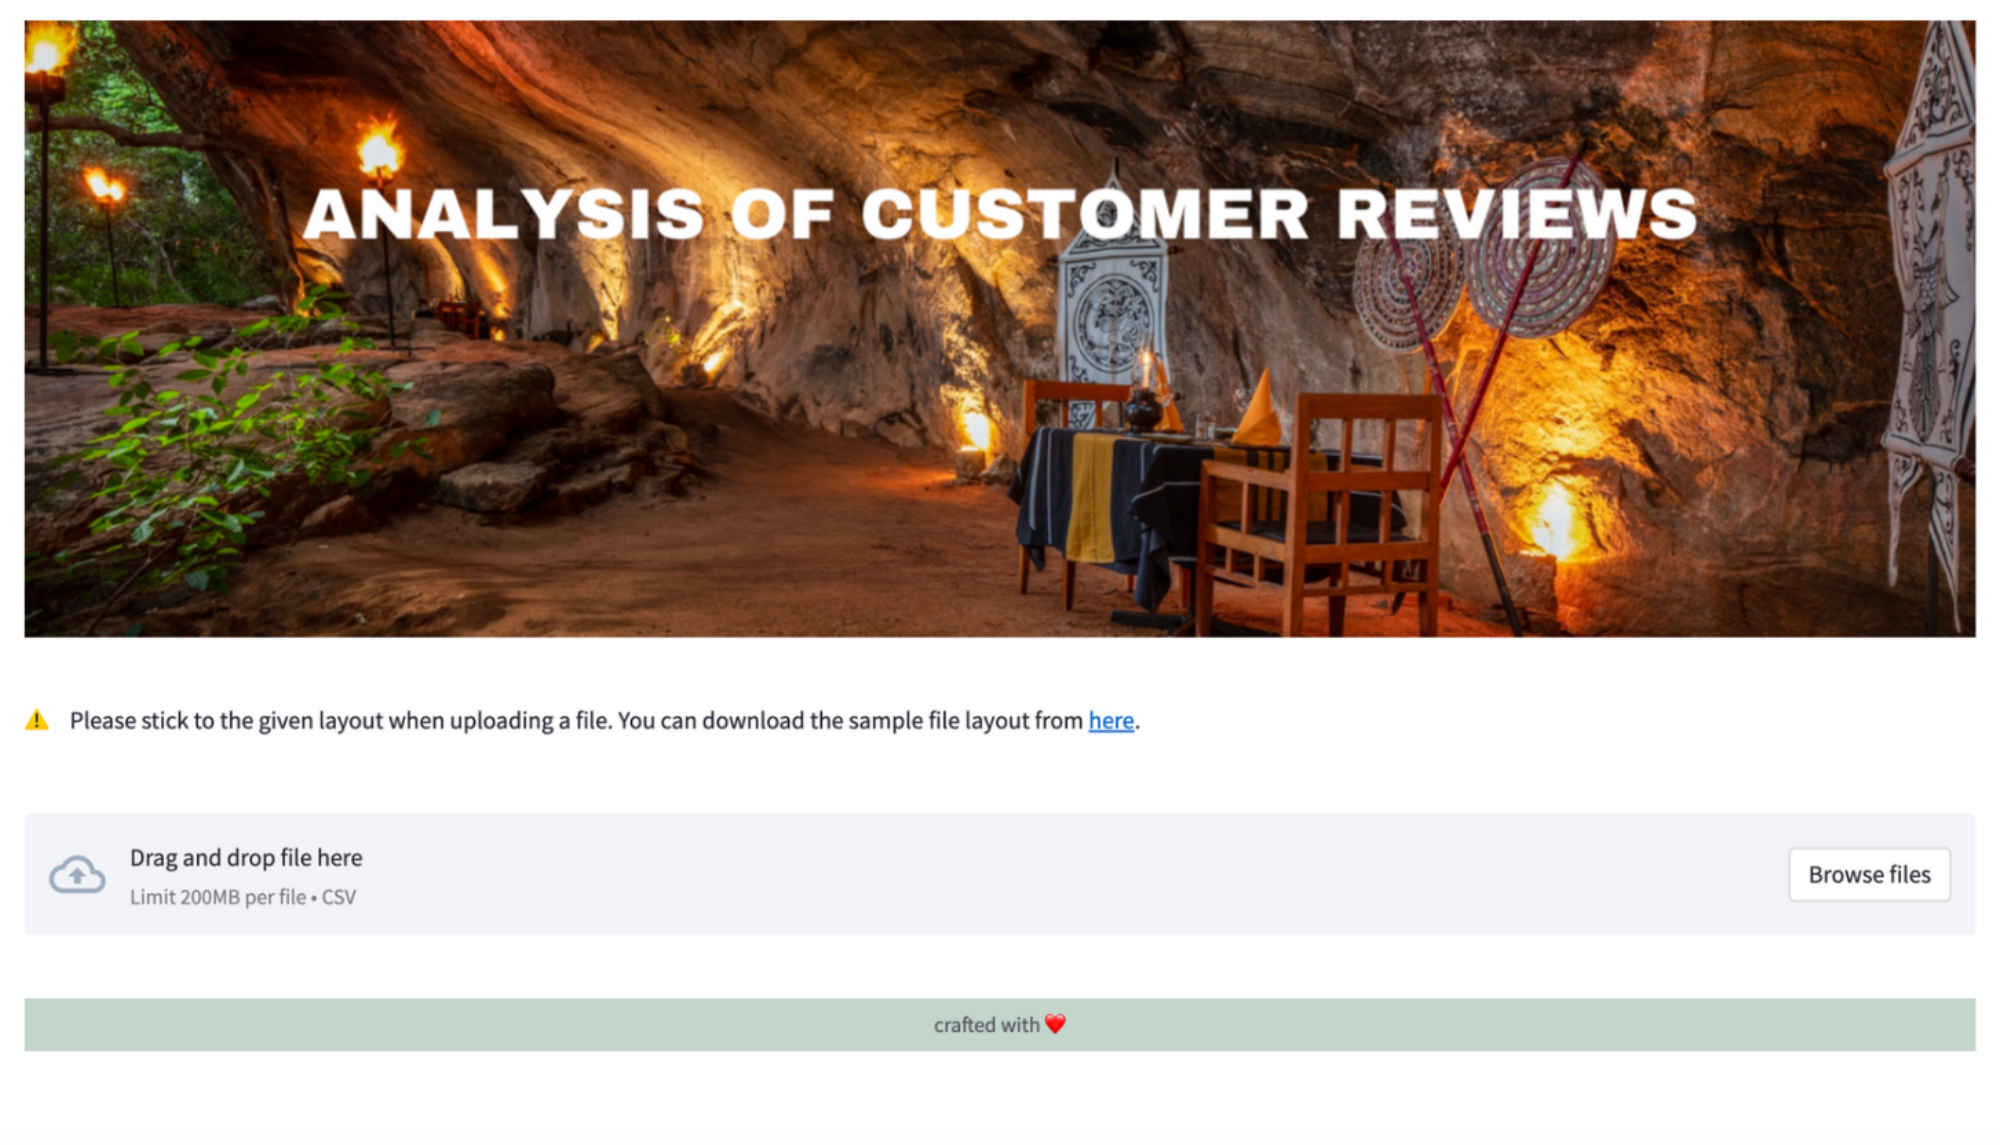 ANALYSIS OF CUSTOMER REVIEWS
⚠️ Please stick to the given layout when uploading a file. You can download the sample file layout from here.
Drag and drop file here
Limit 200MB per file • CSV
Browse files
crafted with ❤️